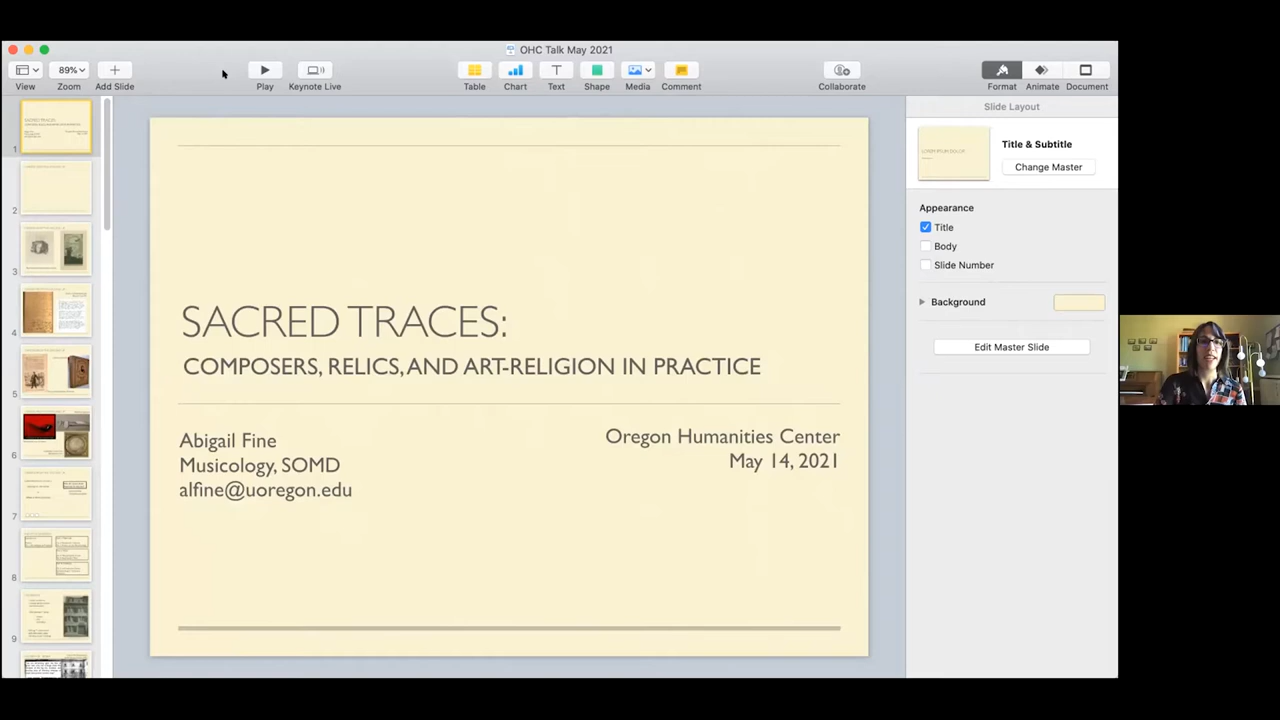 OHC Talk May 2021
89%
View
Zoom
Add Slide
Play
Keynote Live
Table
Chart
Text
Shape
Media
Comment
Collaborate
Format
Animate
Document
Slide Layout
Title & Subtitle
Change Master
Appearance
Title
Body
Slide Number
Background
Edit Master Slide
1
2
3
4
5
6
7
8
9
SACRED TRACES:
COMPOSERS, RELICS, AND ART-RELIGION IN PRACTICE
Abigail Fine
Musicology, SOMD
alfine@uoregon.edu
Oregon Humanities Center
May 14, 2021